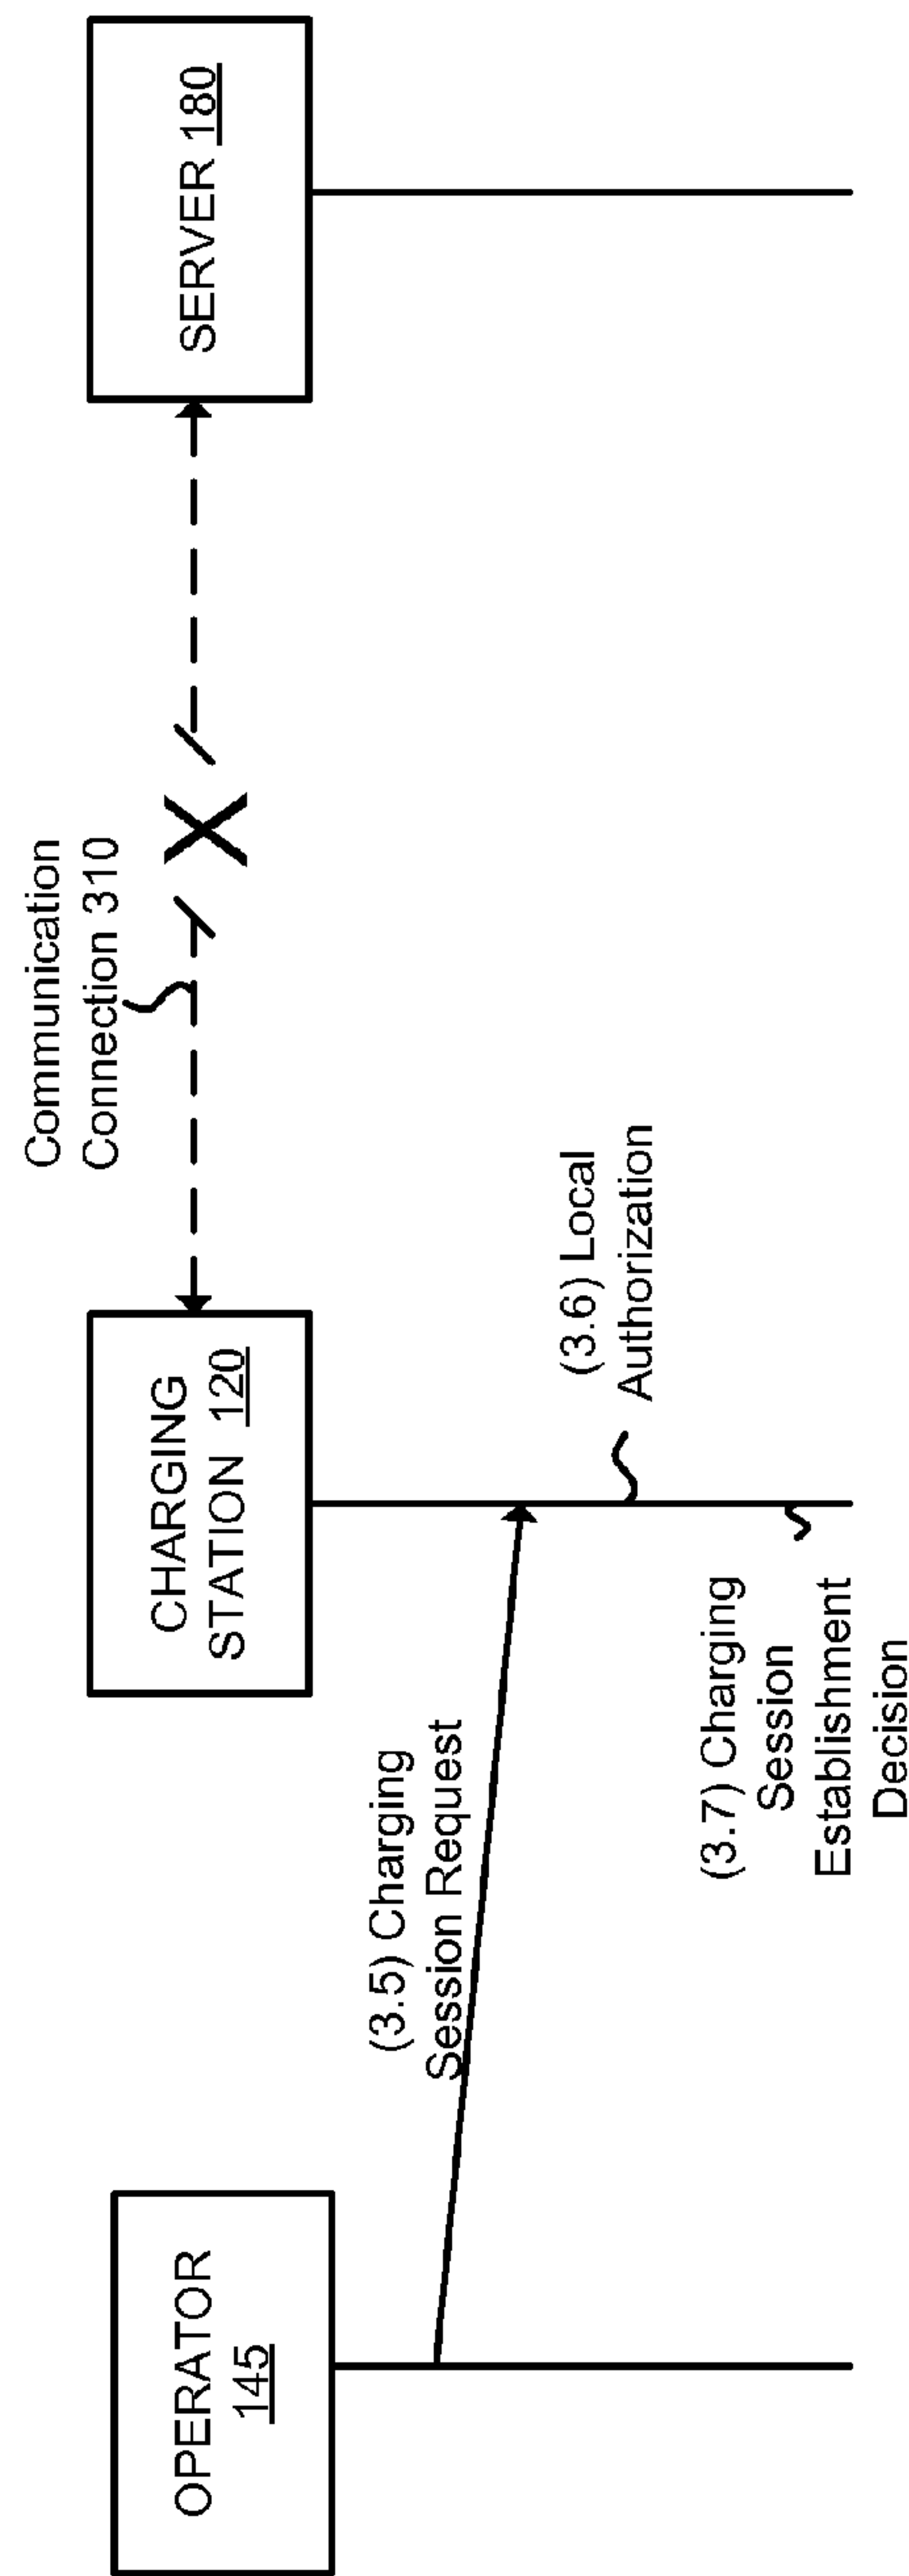 Communication
Connection 310
OPERATOR
145
CHARGING
STATION 120
X
SERVER 180
(3.5) Charging
Session Request
(3.6) Local
Authorization
(3.7) Charging
Session
Establishment
Decision